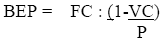 BEP = FC : (1-VC)
P